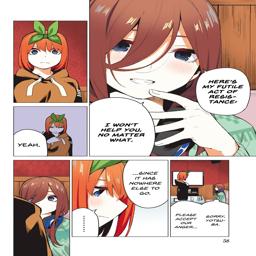 HERE'S
MY FUTILE
ACT OF
RESIS-
TANCE.
I WON'T
HELP YOU
NO MATTER
WHAT.
YEAH.
...SINCE
IT HAS
NOWHERE
ELSE TO
GO.
.........
SORRY,
YOTSU-
BA.
PLEASE
ACCEPT
OUR
ANGER...
58